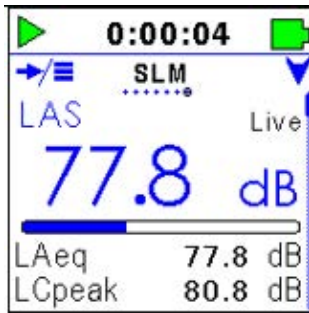 0:00:04
SLM
LAS
Live
77.8 dB
LAeq 77.8 dB
LCpeak 80.8 dB